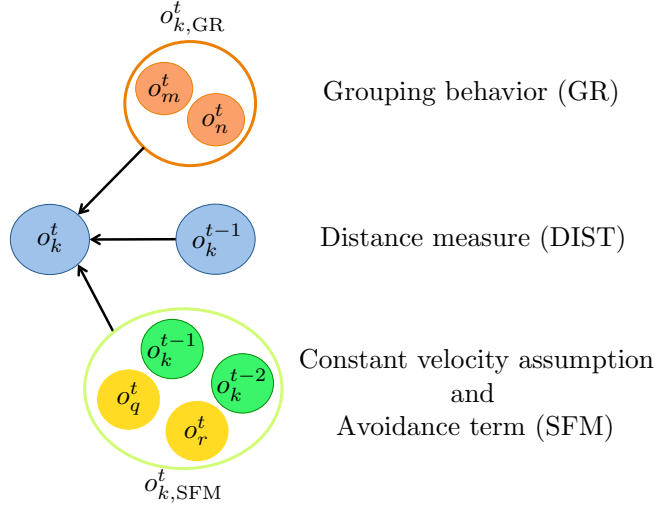 o^t_{k,GR}
o^t_m
o^t_n
Grouping behavior (GR)
o^t_k
o^{t−1}_k
Distance measure (DIST)
o^{t−1}_k
o^{t−2}_k
o^t_q
o^t_r
Constant velocity assumption
and
Avoidance term (SFM)
o^t_{k,SFM}